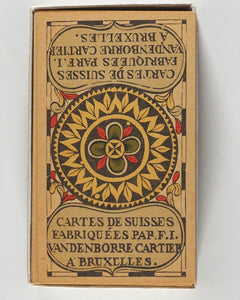 CARTES DE SUISSES
FABRIQUÉES PAR. F. I.
VANDENBORRE CARTIER
A BRUXELLES.
CARTES DE SUISSES
FABRIQUÉES PAR.F.I.
VANDENBORRE CARTIER
A BRUXELLES.